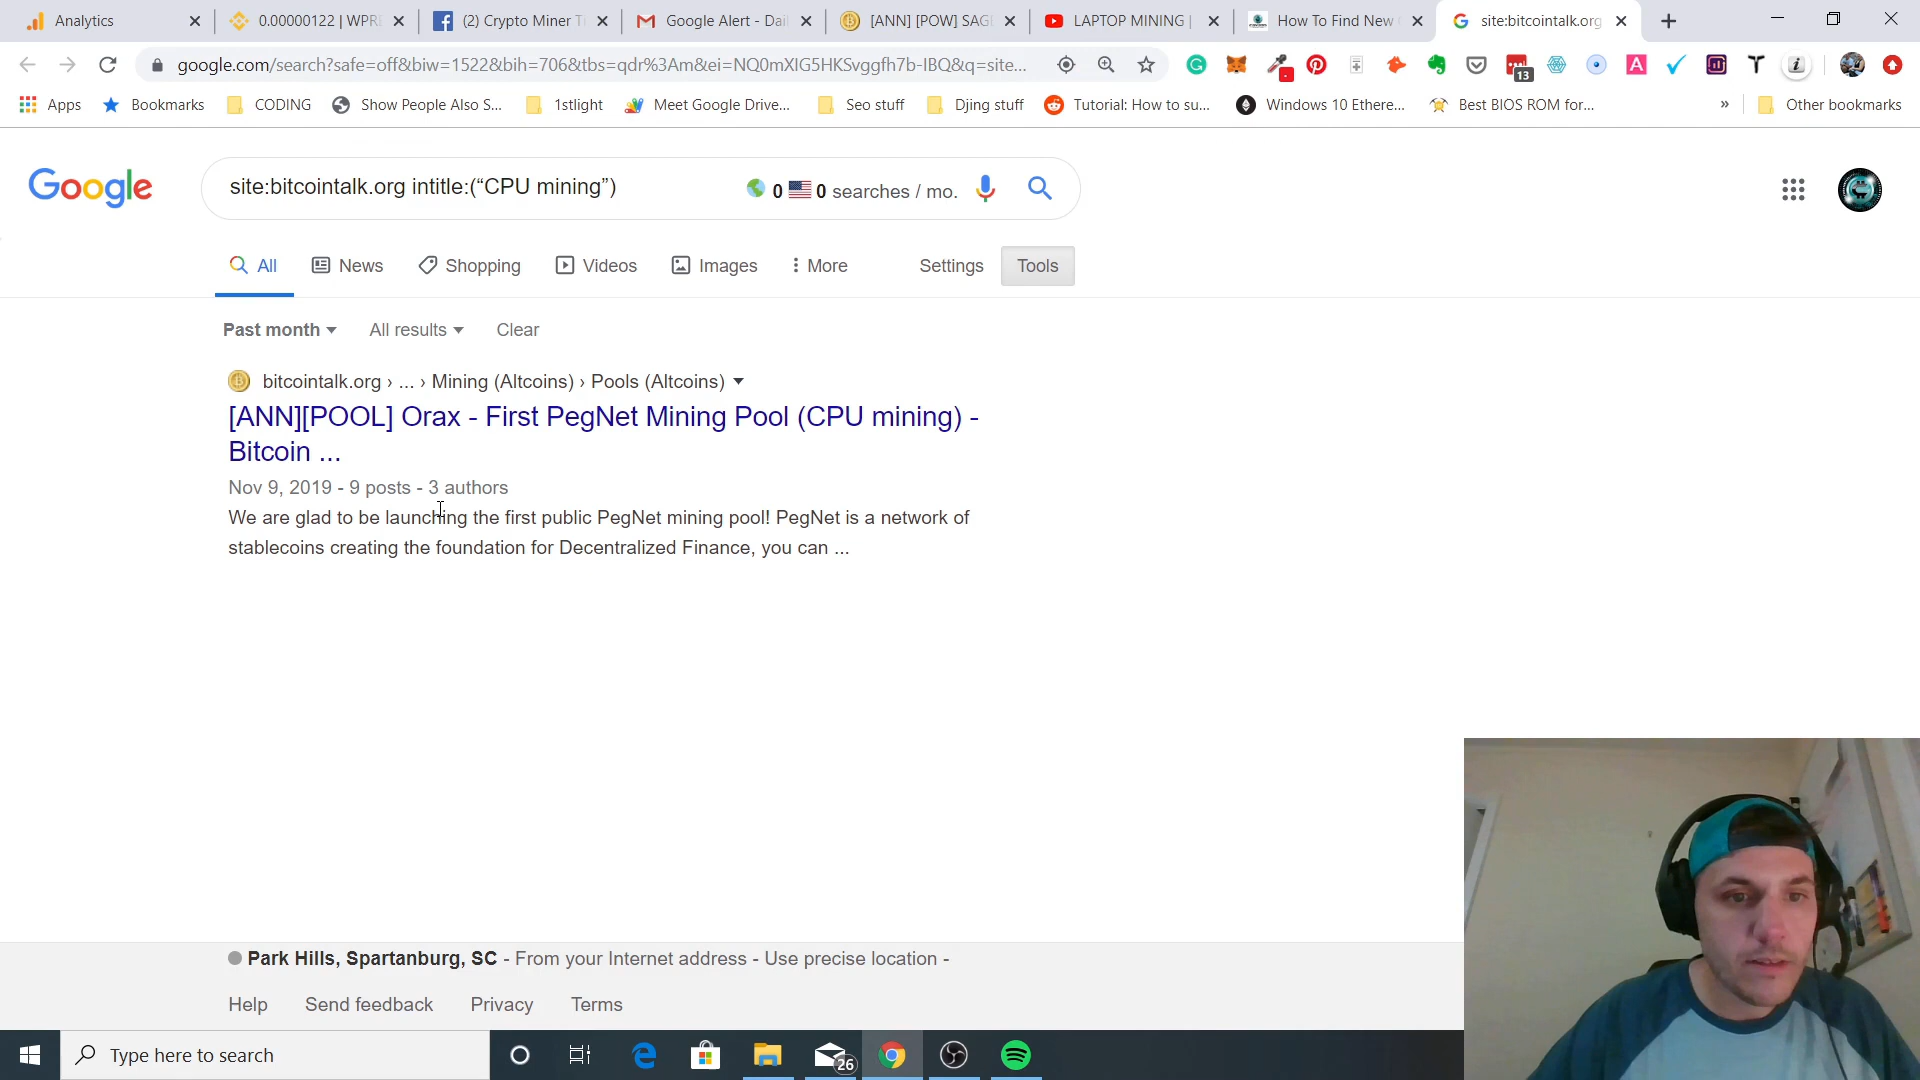 Analytics
0.00000122 | WPR
(2) Crypto Miner Ti
Google Alert - Dai
[ANN] [POW] SAG
LAPTOP MINING |
How To Find New
site:bitcointalk.org
google.com/search?safe=off&biw=1522&bih=706&tbs=qdr%3Am&ei=NQ0mXIG5HKSvggfh7b-IBQ&q=site...
13
Apps
Bookmarks
CODING
Show People Also S...
1stlight
Meet Google Drive...
Seo stuff
Djing stuff
Tutorial: How to su...
Windows 10 Ethere...
Best BIOS ROM for...
»
Other bookmarks
Google
site:bitcointalk.org intitle:(“CPU mining”)
0 0 searches / mo.
All
News
Shopping
Videos
Images
More
Settings
Tools
Past month
All results
Clear
bitcointalk.org › ... › Mining (Altcoins) › Pools (Altcoins)
[ANN][POOL] Orax - First PegNet Mining Pool (CPU mining) -
Bitcoin ...
Nov 9, 2019 - 9 posts - 3 authors
We are glad to be launching the first public PegNet mining pool! PegNet is a network of
stablecoins creating the foundation for Decentralized Finance, you can ...
Park Hills, Spartanburg, SC - From your Internet address - Use precise location -
Help
Send feedback
Privacy
Terms
Type here to search
26